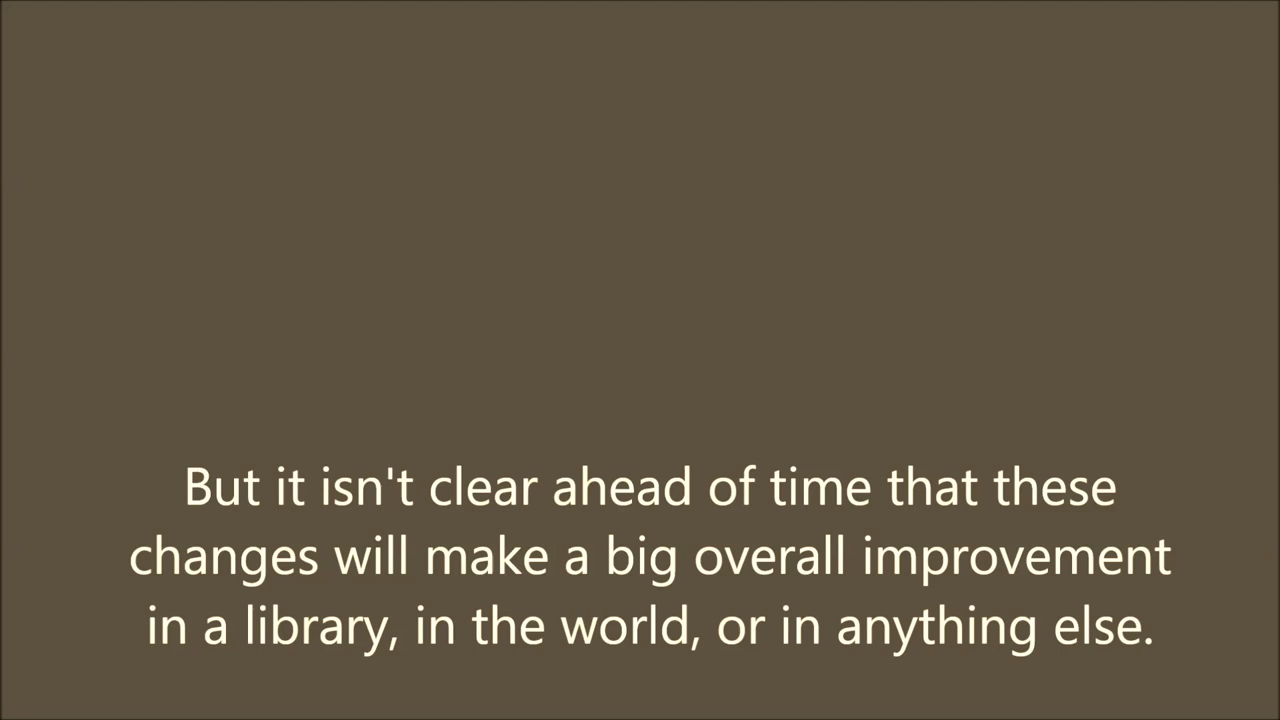 But it isn't clear ahead of time that these
changes will make a big overall improvement
in a library, in the world, or in anything else.